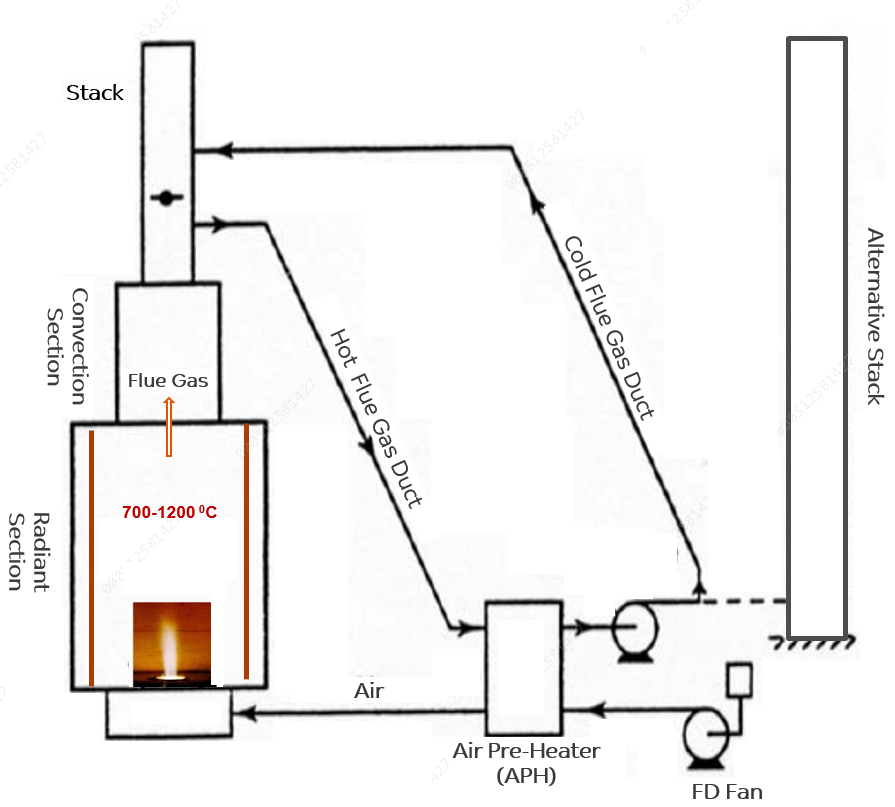 Stack
Cold Flue Gas Duct
Alternative Stack
Convection
Section
Hot Flue Gas Duct
Flue Gas
700-1200 ⁰C
Radiant
Section
Air
Air Pre-Heater
(APH)
FD Fan